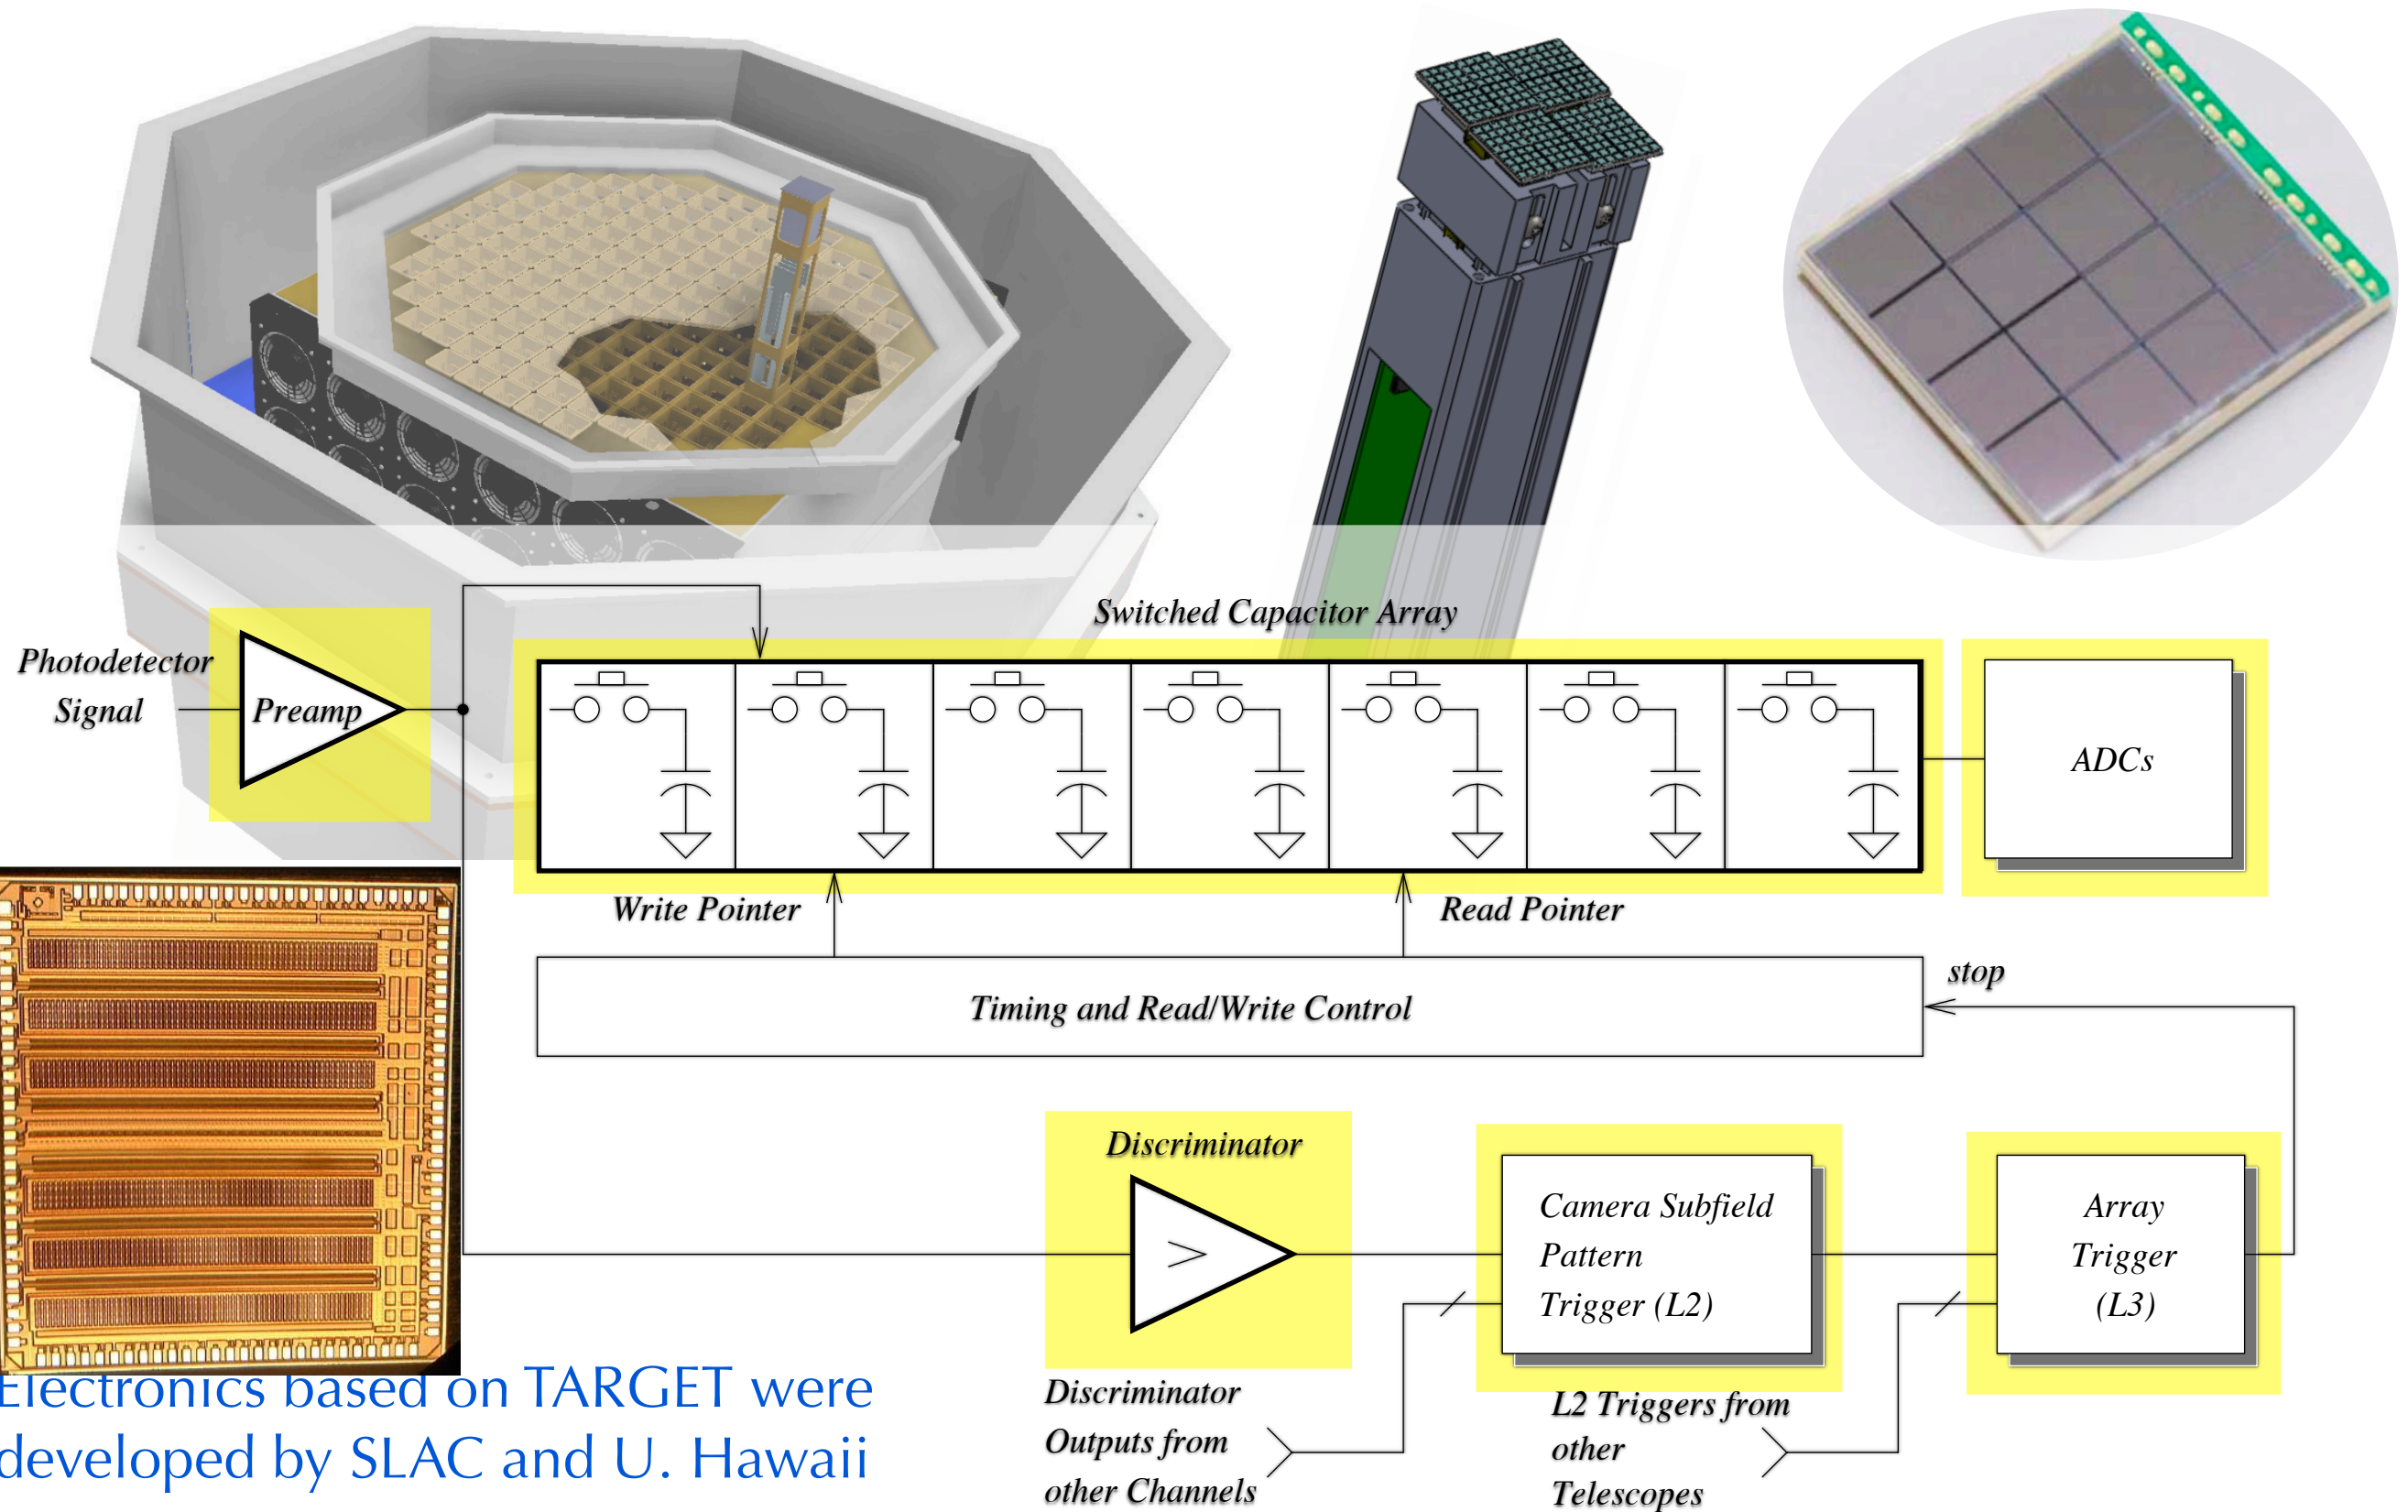 Switched Capacitor Array
Photodetector
Signal
Preamp
ADCs
Write Pointer
Read Pointer
stop
Timing and Read/Write Control
Discriminator
>
Camera Subfield
Pattern
Trigger (L2)
Array
Trigger
(L3)
Discriminator
Outputs from
other Channels
L2 Triggers from
other
Telescopes
Electronics based on TARGET were
developed by SLAC and U. Hawaii